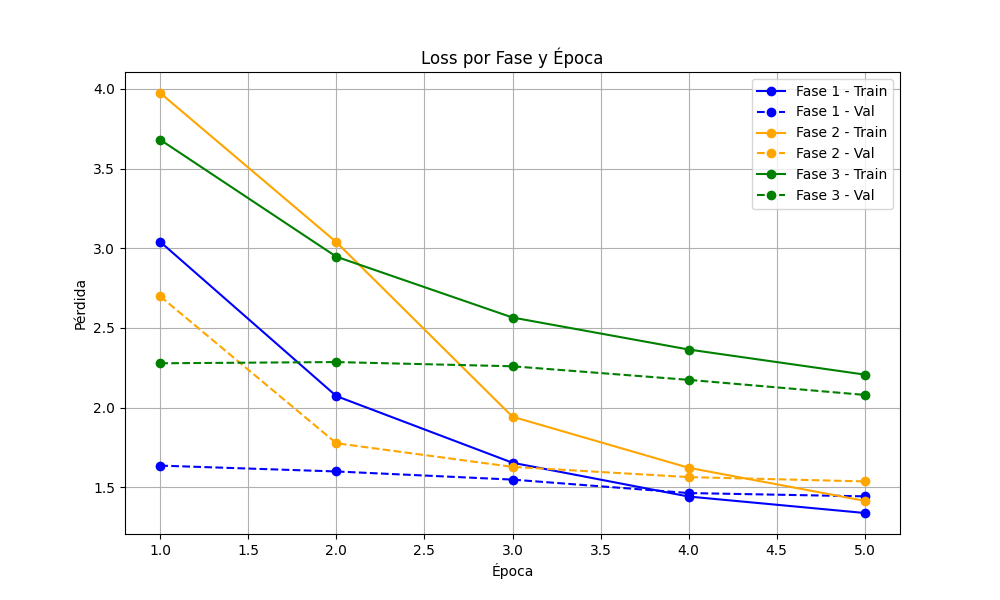 Loss por Fase y Época
Pérdida
4.0
3.5
3.0
2.5
2.0
1.5
Fase 1 - Train
Fase 1 - Val
Fase 2 - Train
Fase 2 - Val
Fase 3 - Train
Fase 3 - Val
1.0 1.5 2.0 2.5 3.0 3.5 4.0 4.5 5.0
Época